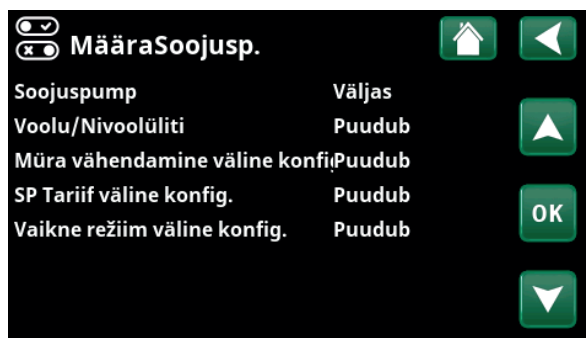 MääraSoojusp.
Soojuspump Väljas
Voolu/Nivoolüliti Puudub
Müra vähendamine väline konfi Puudub
SP Tariif väline konfig. Puudub
Vaikne režiim väline konfig. Puudub
OK